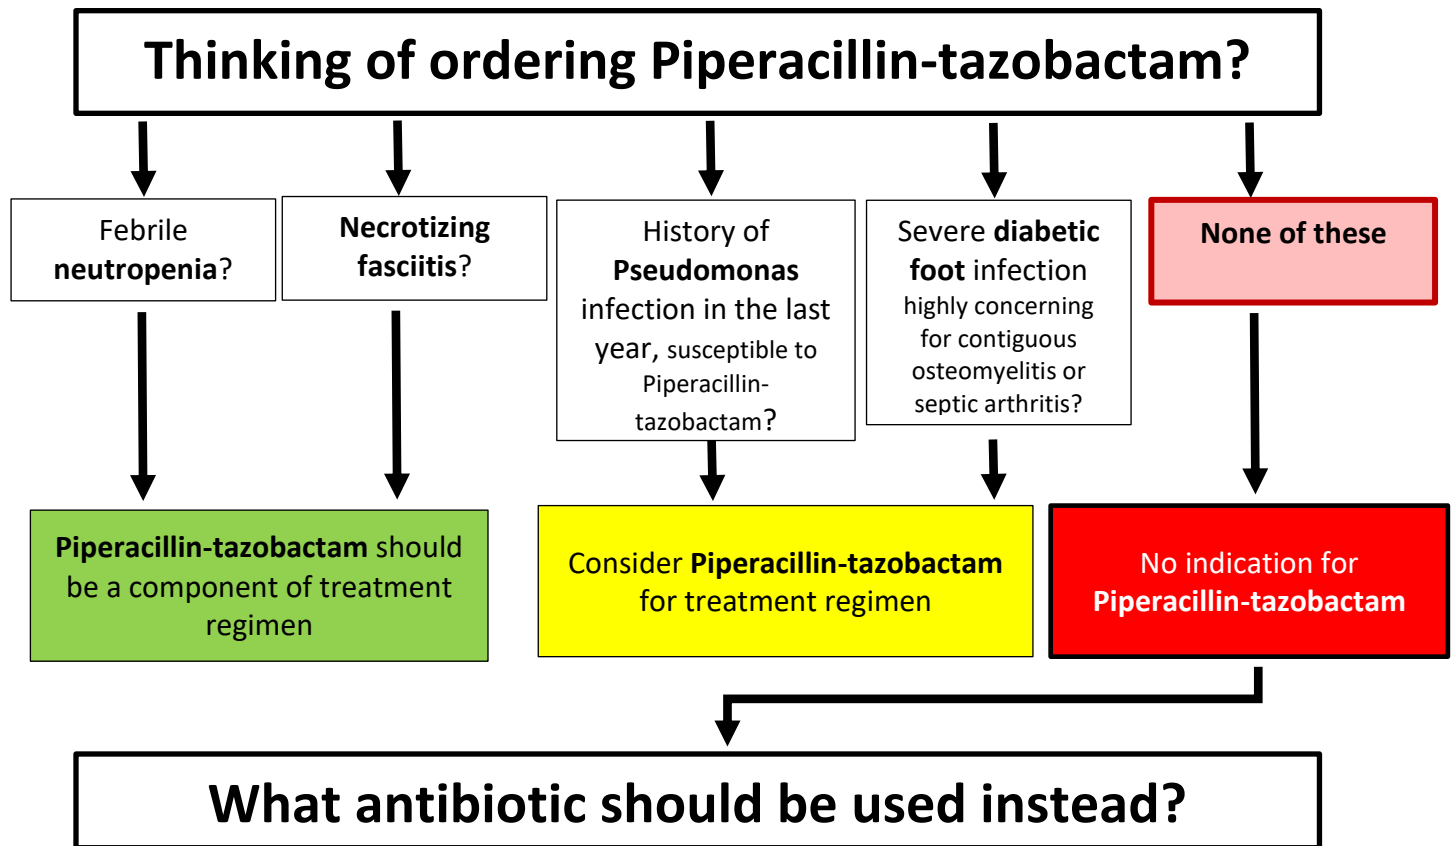 Thinking of ordering Piperacillin-tazobactam?
Febrile
neutropenia?
Necrotizing
fasciitis?
History of
Pseudomonas
infection in the last
year, susceptible to
Piperacillin-
tazobactam?
Severe diabetic
foot infection
highly concerning
for contiguous
osteomyelitis or
septic arthritis?
None of these
Piperacillin-tazobactam should
be a component of treatment
regimen
Consider Piperacillin-tazobactam
for treatment regimen
No indication for
Piperacillin-tazobactam
What antibiotic should be used instead?